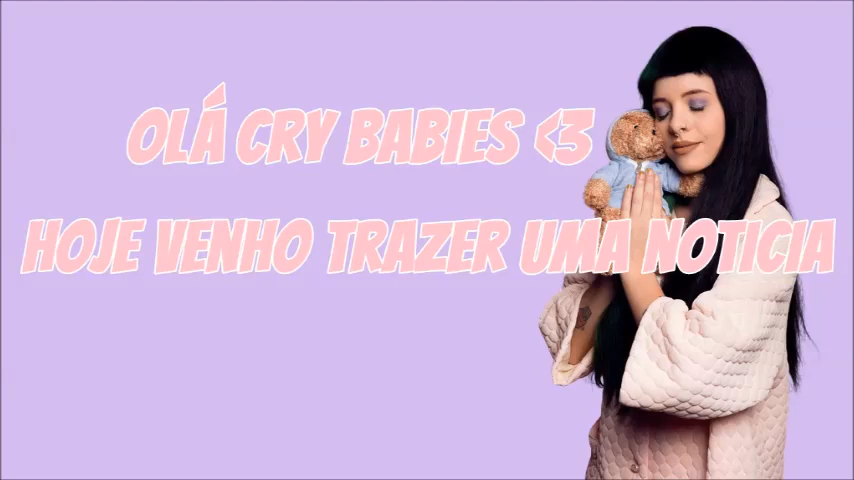 OLÁ CRY BABIES <3
HOJE VENHO TRAZER UMA NOTICIA